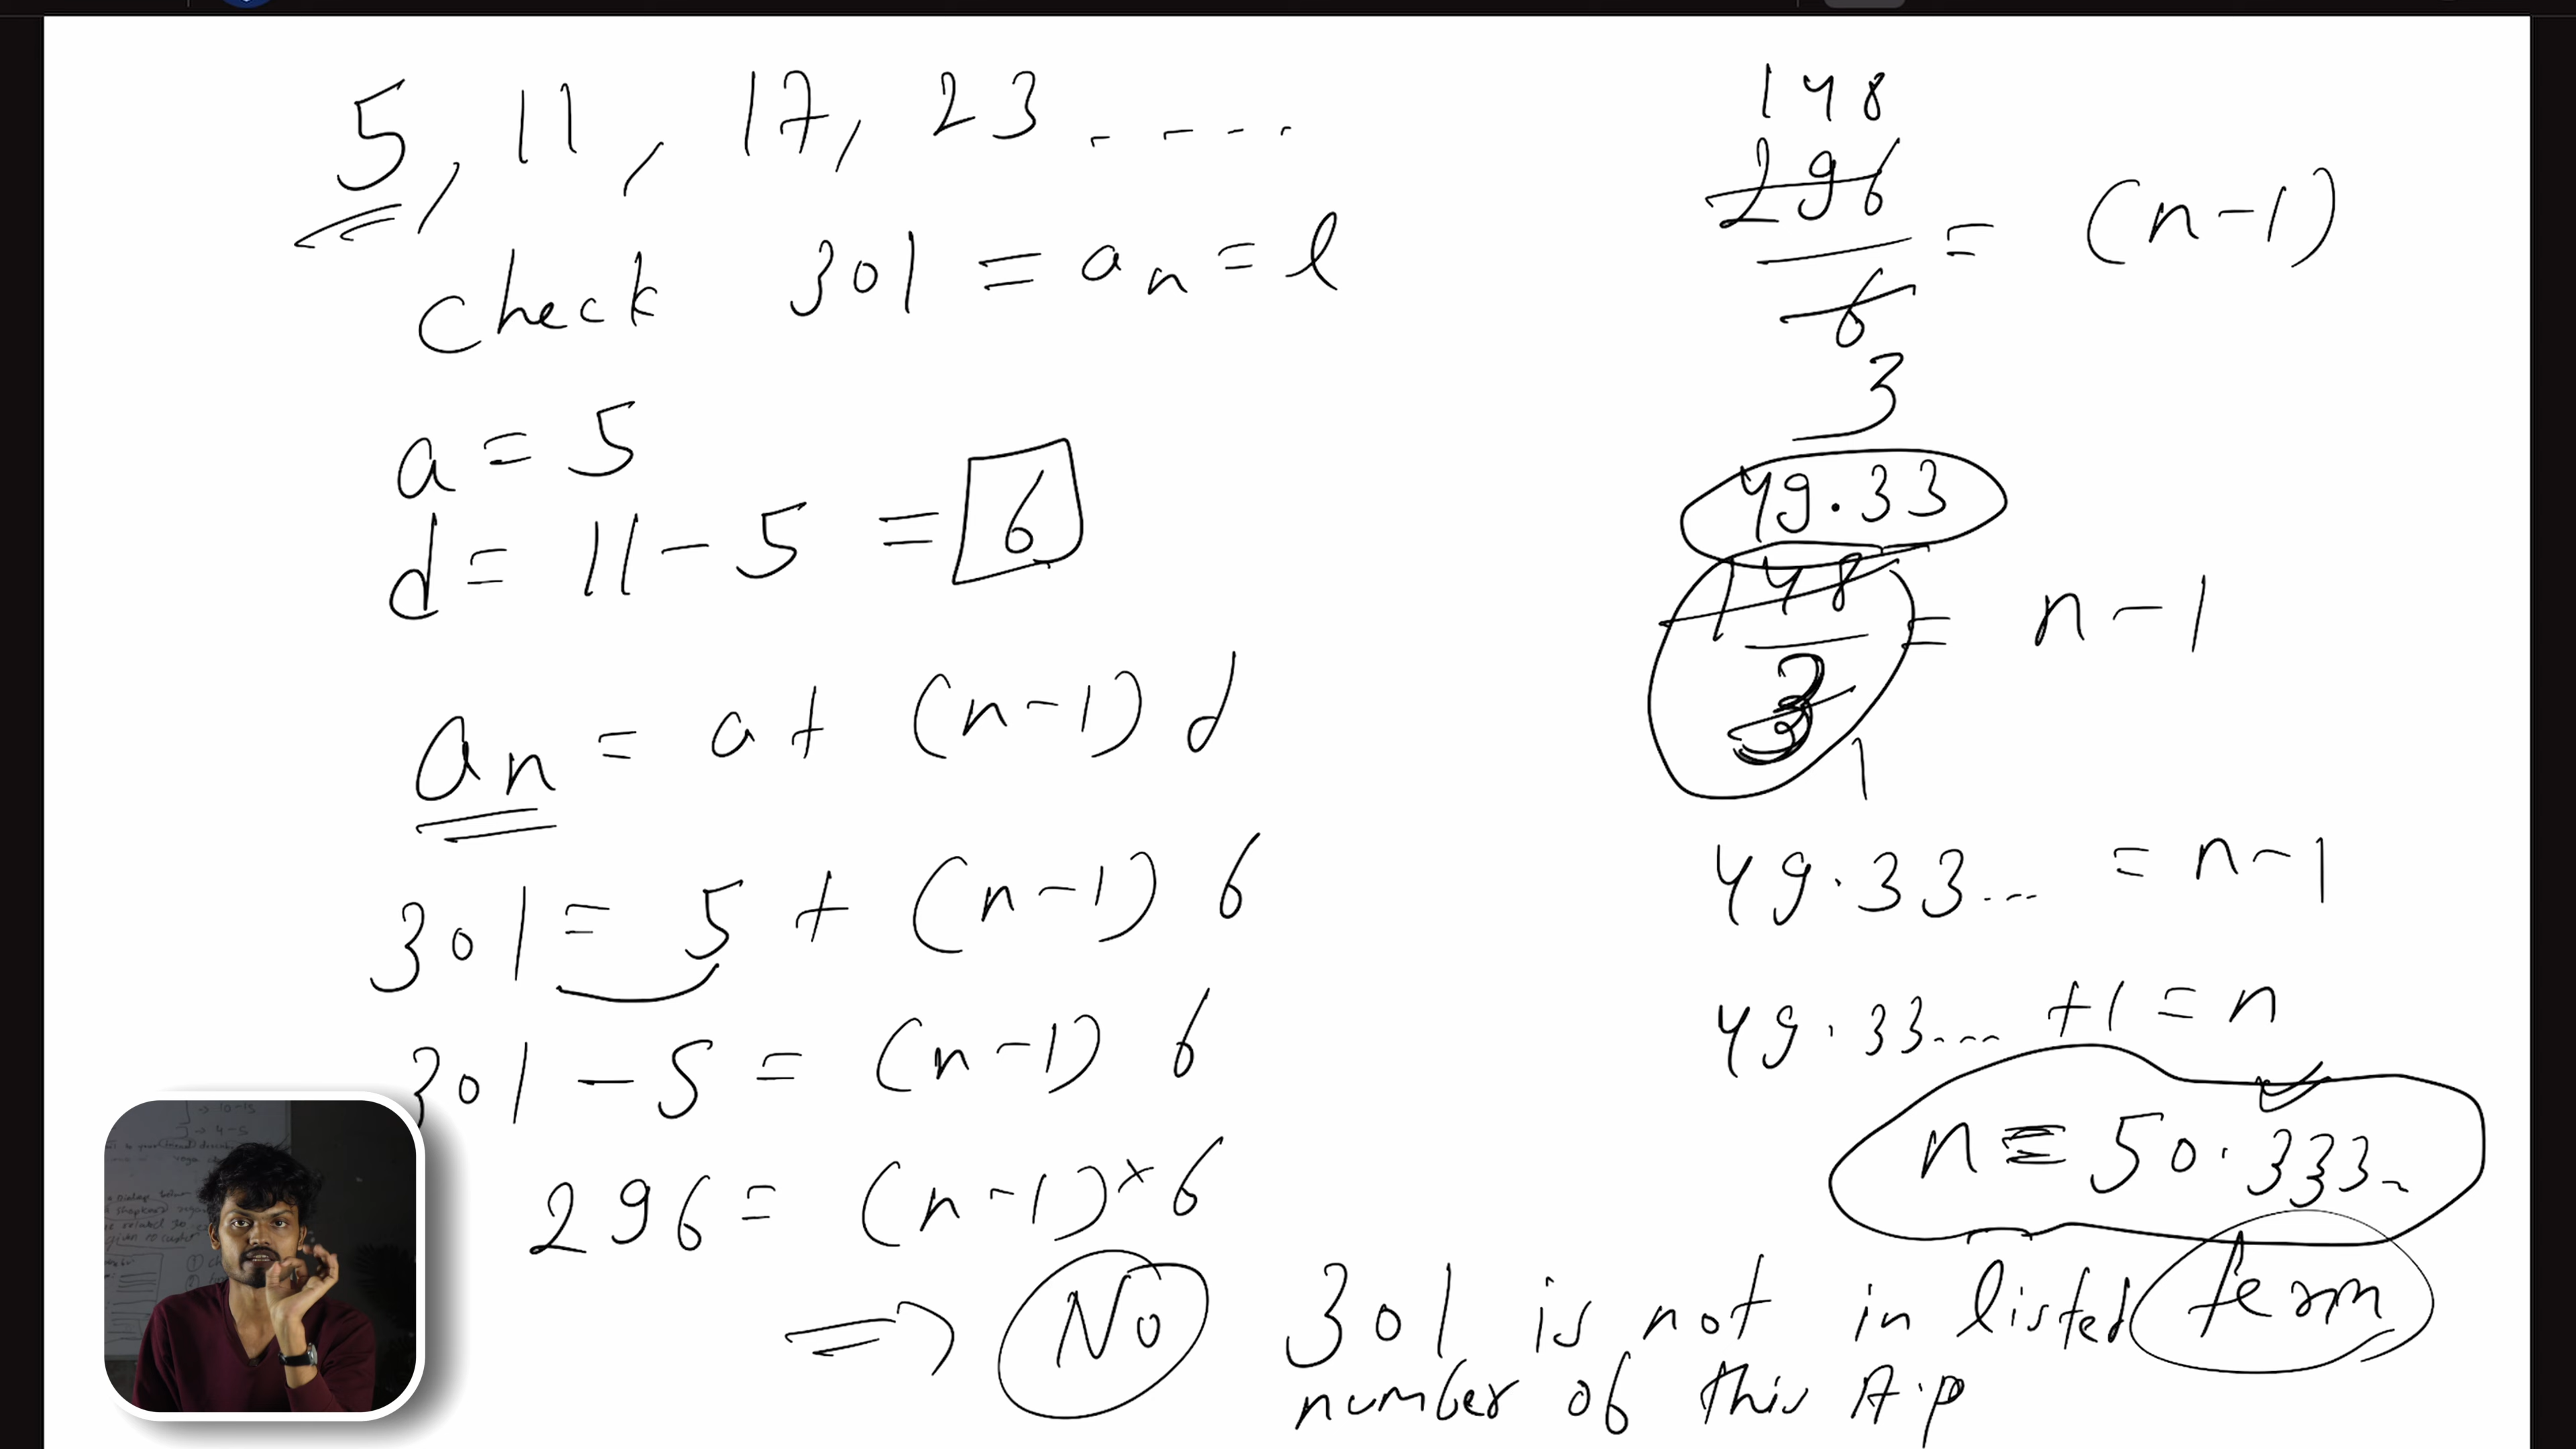 5, 11, 17, 23 - - - -
check 301 = an = l
a = 5
d = 11 - 5 = 6
an = a + (n-1) d
301 = 5 + (n-1) 6
301 - 5 = (n-1) 6
296 = (n-1) × 6
148
296
= (n-1)
6
3
49.33
148
= n-1
3
1
49.33... = n-1
49.33... + 1 = n
n = 50.333..
=> No 301 is not in listed term
number of this A.p